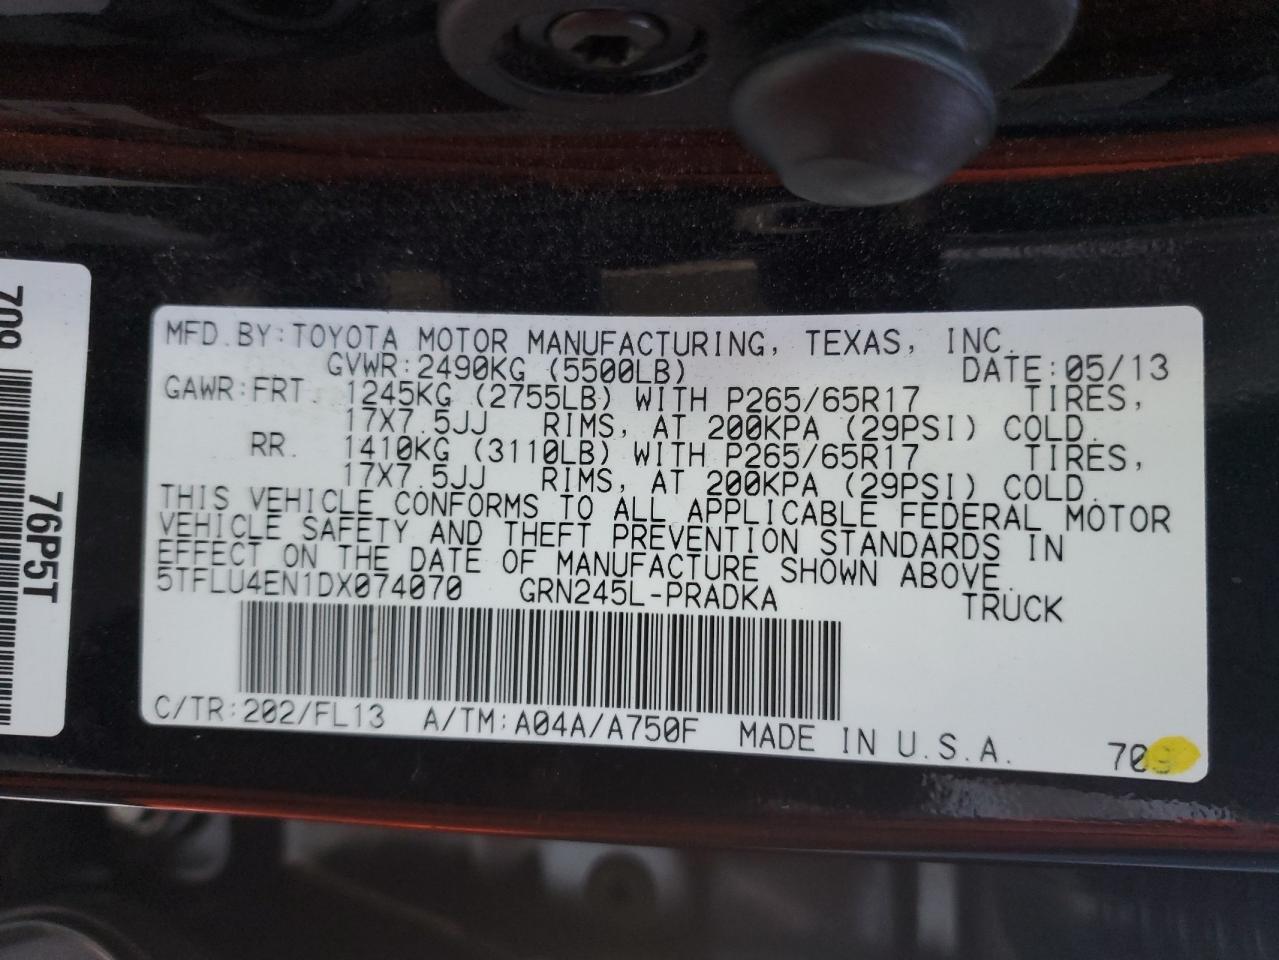 MFD.BY:TOYOTA MOTOR MANUFACTURING, TEXAS, INC.
GVWR:2490KG (5500LB) DATE:05/13
GAWR:FRT. 1245KG (2755LB) WITH P265/65R17 TIRES,
17X7.5JJ RIMS, AT 200KPA (29PSI) COLD.
RR. 1410KG (3110LB) WITH P265/65R17 TIRES,
17X7.5JJ RIMS, AT 200KPA (29PSI) COLD.
THIS VEHICLE CONFORMS TO ALL APPLICABLE FEDERAL MOTOR
VEHICLE SAFETY AND THEFT PREVENTION STANDARDS IN
EFFECT ON THE DATE OF MANUFACTURE SHOWN ABOVE.
5TFLU4EN1DX074070 GRN245L-PRADKA TRUCK
C/TR:202/FL13 A/TM:A04A/A750F MADE IN U.S.A.
709
76P5T